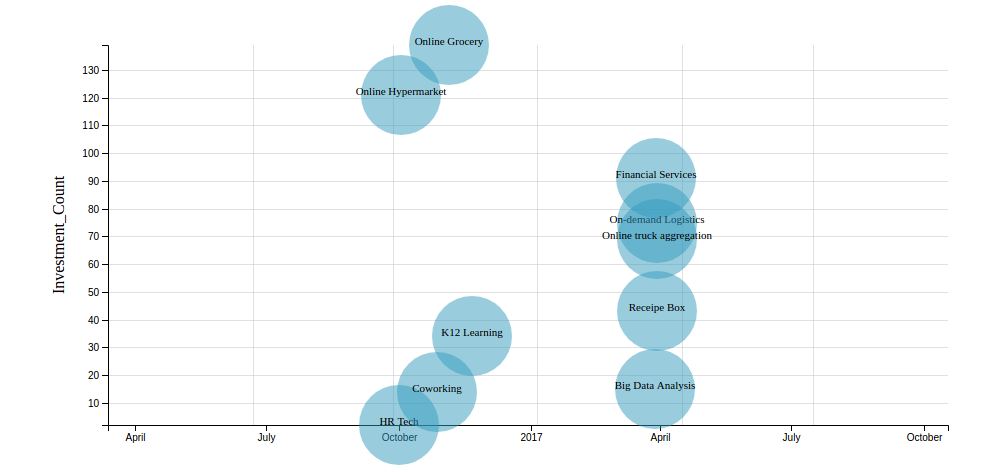 Online Grocery
130
Online Hypermarket
120
110
100
90
Financial Services
80
On-demand Logistics
70
Online truck aggregation
Investment_Count
60
50
Receipe Box
40
K12 Learning
30
20
Big Data Analysis
Coworking
10
HR Tech
April
July
October
2017
April
July
October